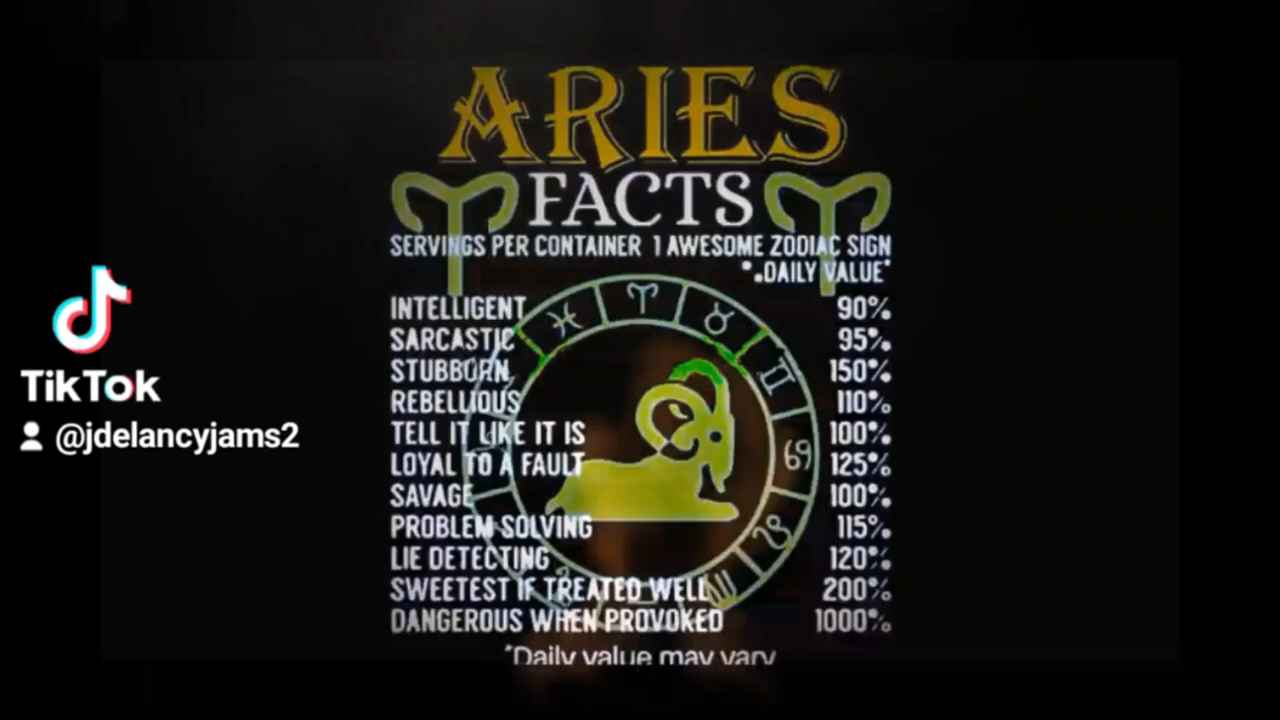 ARIES
FACTS
SERVINGS PER CONTAINER 1 AWESOME ZODIAC SIGN
*.DAILY VALUE*
INTELLIGENT 90%
SARCASTIC 95%
STUBBORN 150%
REBELLIOUS 110%
TELL IT LIKE IT IS 100%
LOYAL TO A FAULT 125%
SAVAGE 100%
PROBLEM SOLVING 115%
LIE DETECTING 120%
SWEETEST IF TREATED WELL 200%
DANGEROUS WHEN PROVOKED 1000%
*Daily value may vary
TikTok
@jdelancyjams2